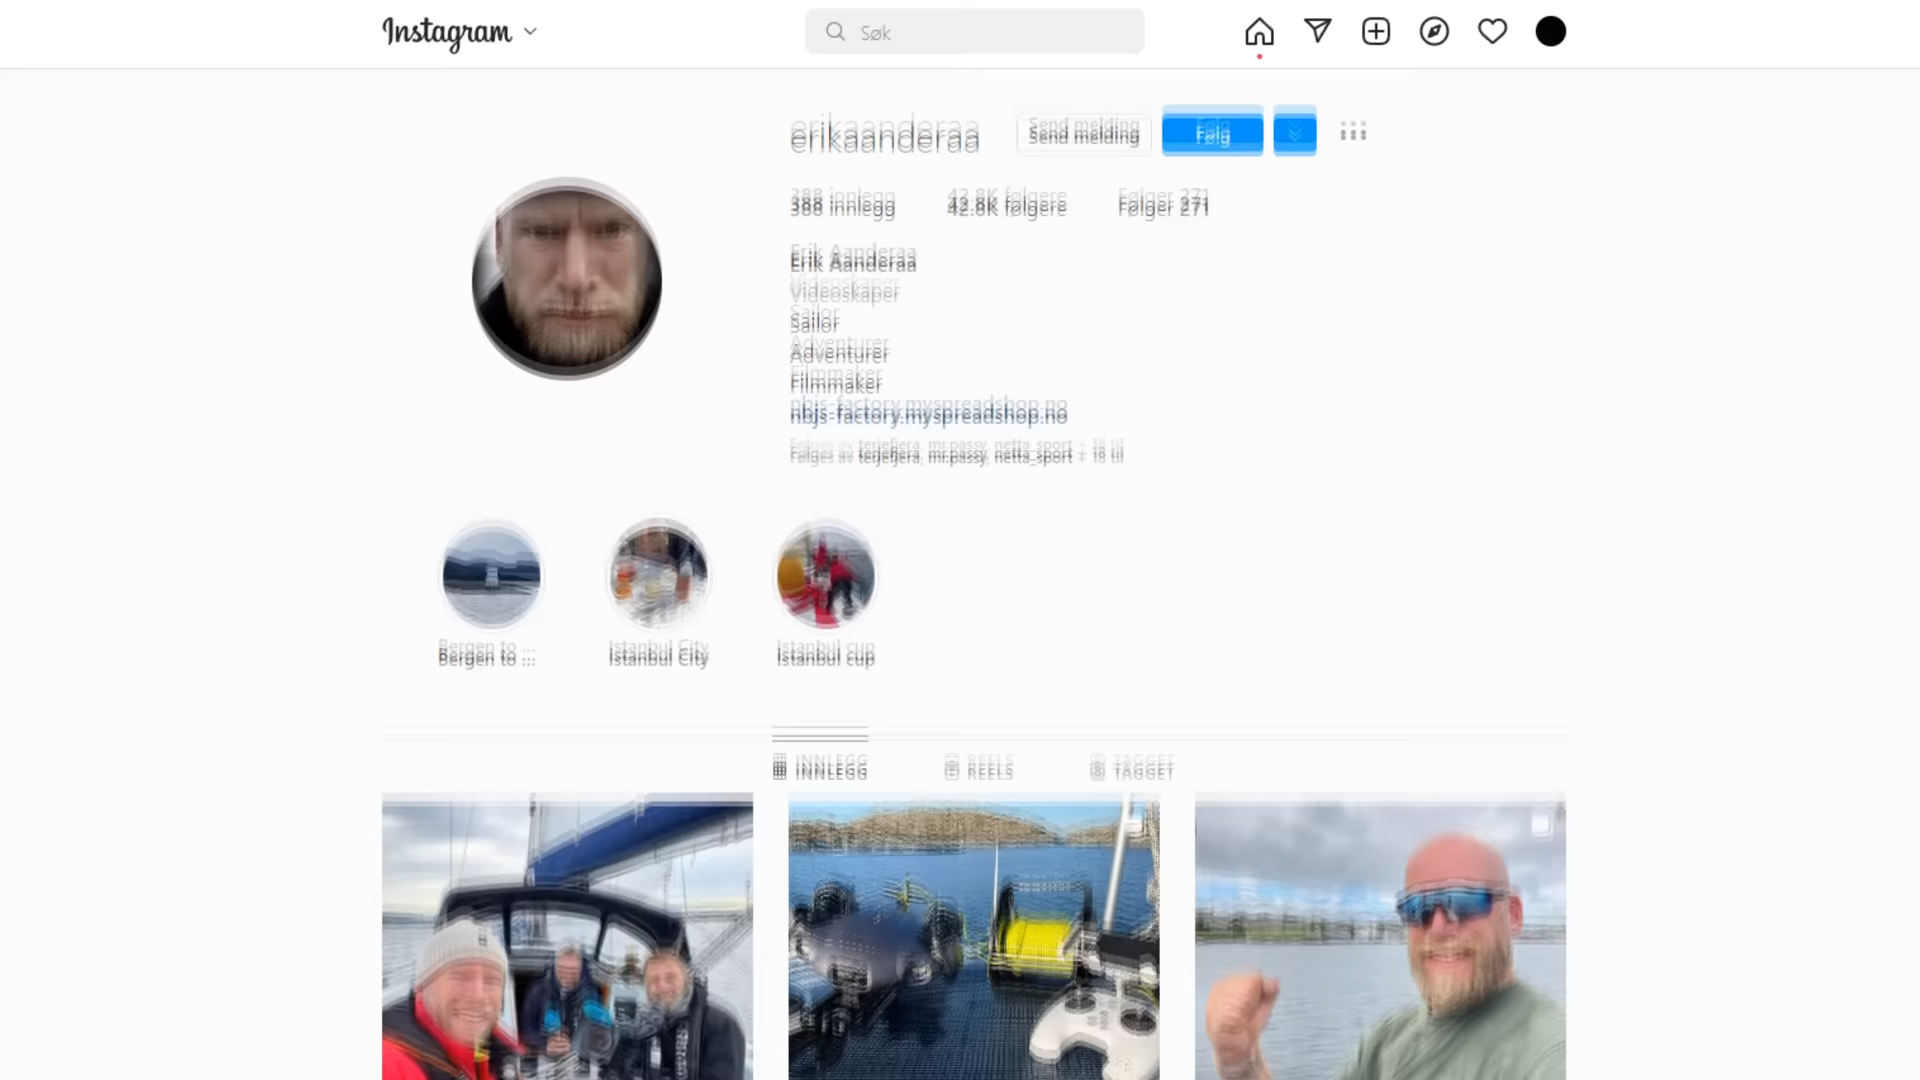 Instagram
Søk
erikaanderaa Send melding Følg
388 innlegg 42.8K følgere Følger 271
Erik Aanderaa
Videoskaper
Sailor
Adventurer
Filmmaker
nbjs-factory.myspreadshop.no
Følges av terjefjera, mr.passy, netta_sport + 18 til
Bergen to ... Istanbul City Istanbul cup
INNLEGG REELS TAGGET